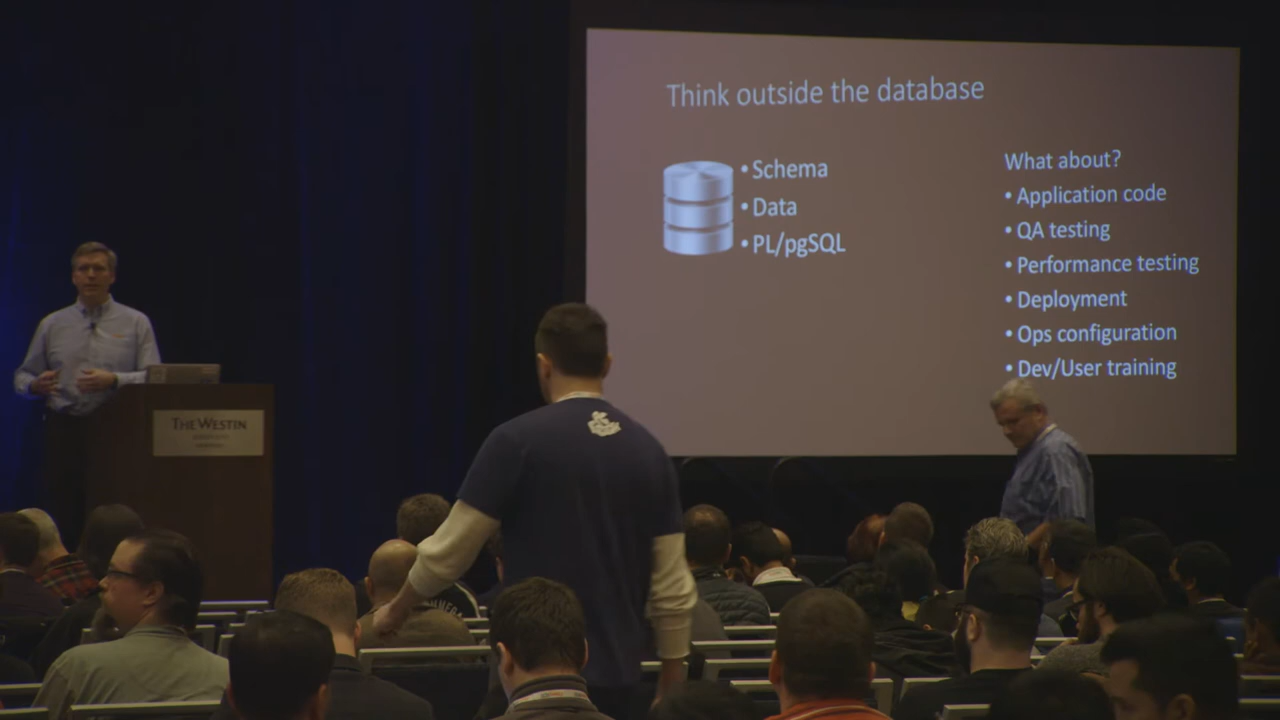 Think outside the database
• Schema
• Data
• PL/pgSQL
What about?
• Application code
• QA testing
• Performance testing
• Deployment
• Ops configuration
• Dev/User training
THE WESTIN